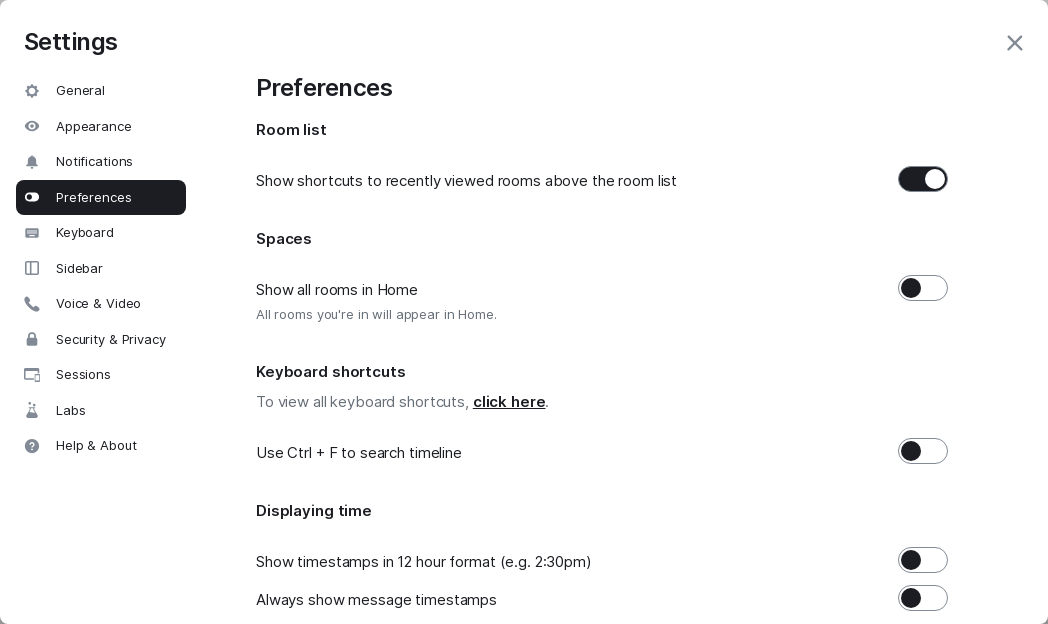 Settings
General
Appearance
Notifications
Preferences
Keyboard
Sidebar
Voice & Video
Security & Privacy
Sessions
Labs
Help & About
Preferences
Room list
Show shortcuts to recently viewed rooms above the room list
Spaces
Show all rooms in Home
All rooms you're in will appear in Home.
Keyboard shortcuts
To view all keyboard shortcuts, click here.
Use Ctrl + F to search timeline
Displaying time
Show timestamps in 12 hour format (e.g. 2:30pm)
Always show message timestamps